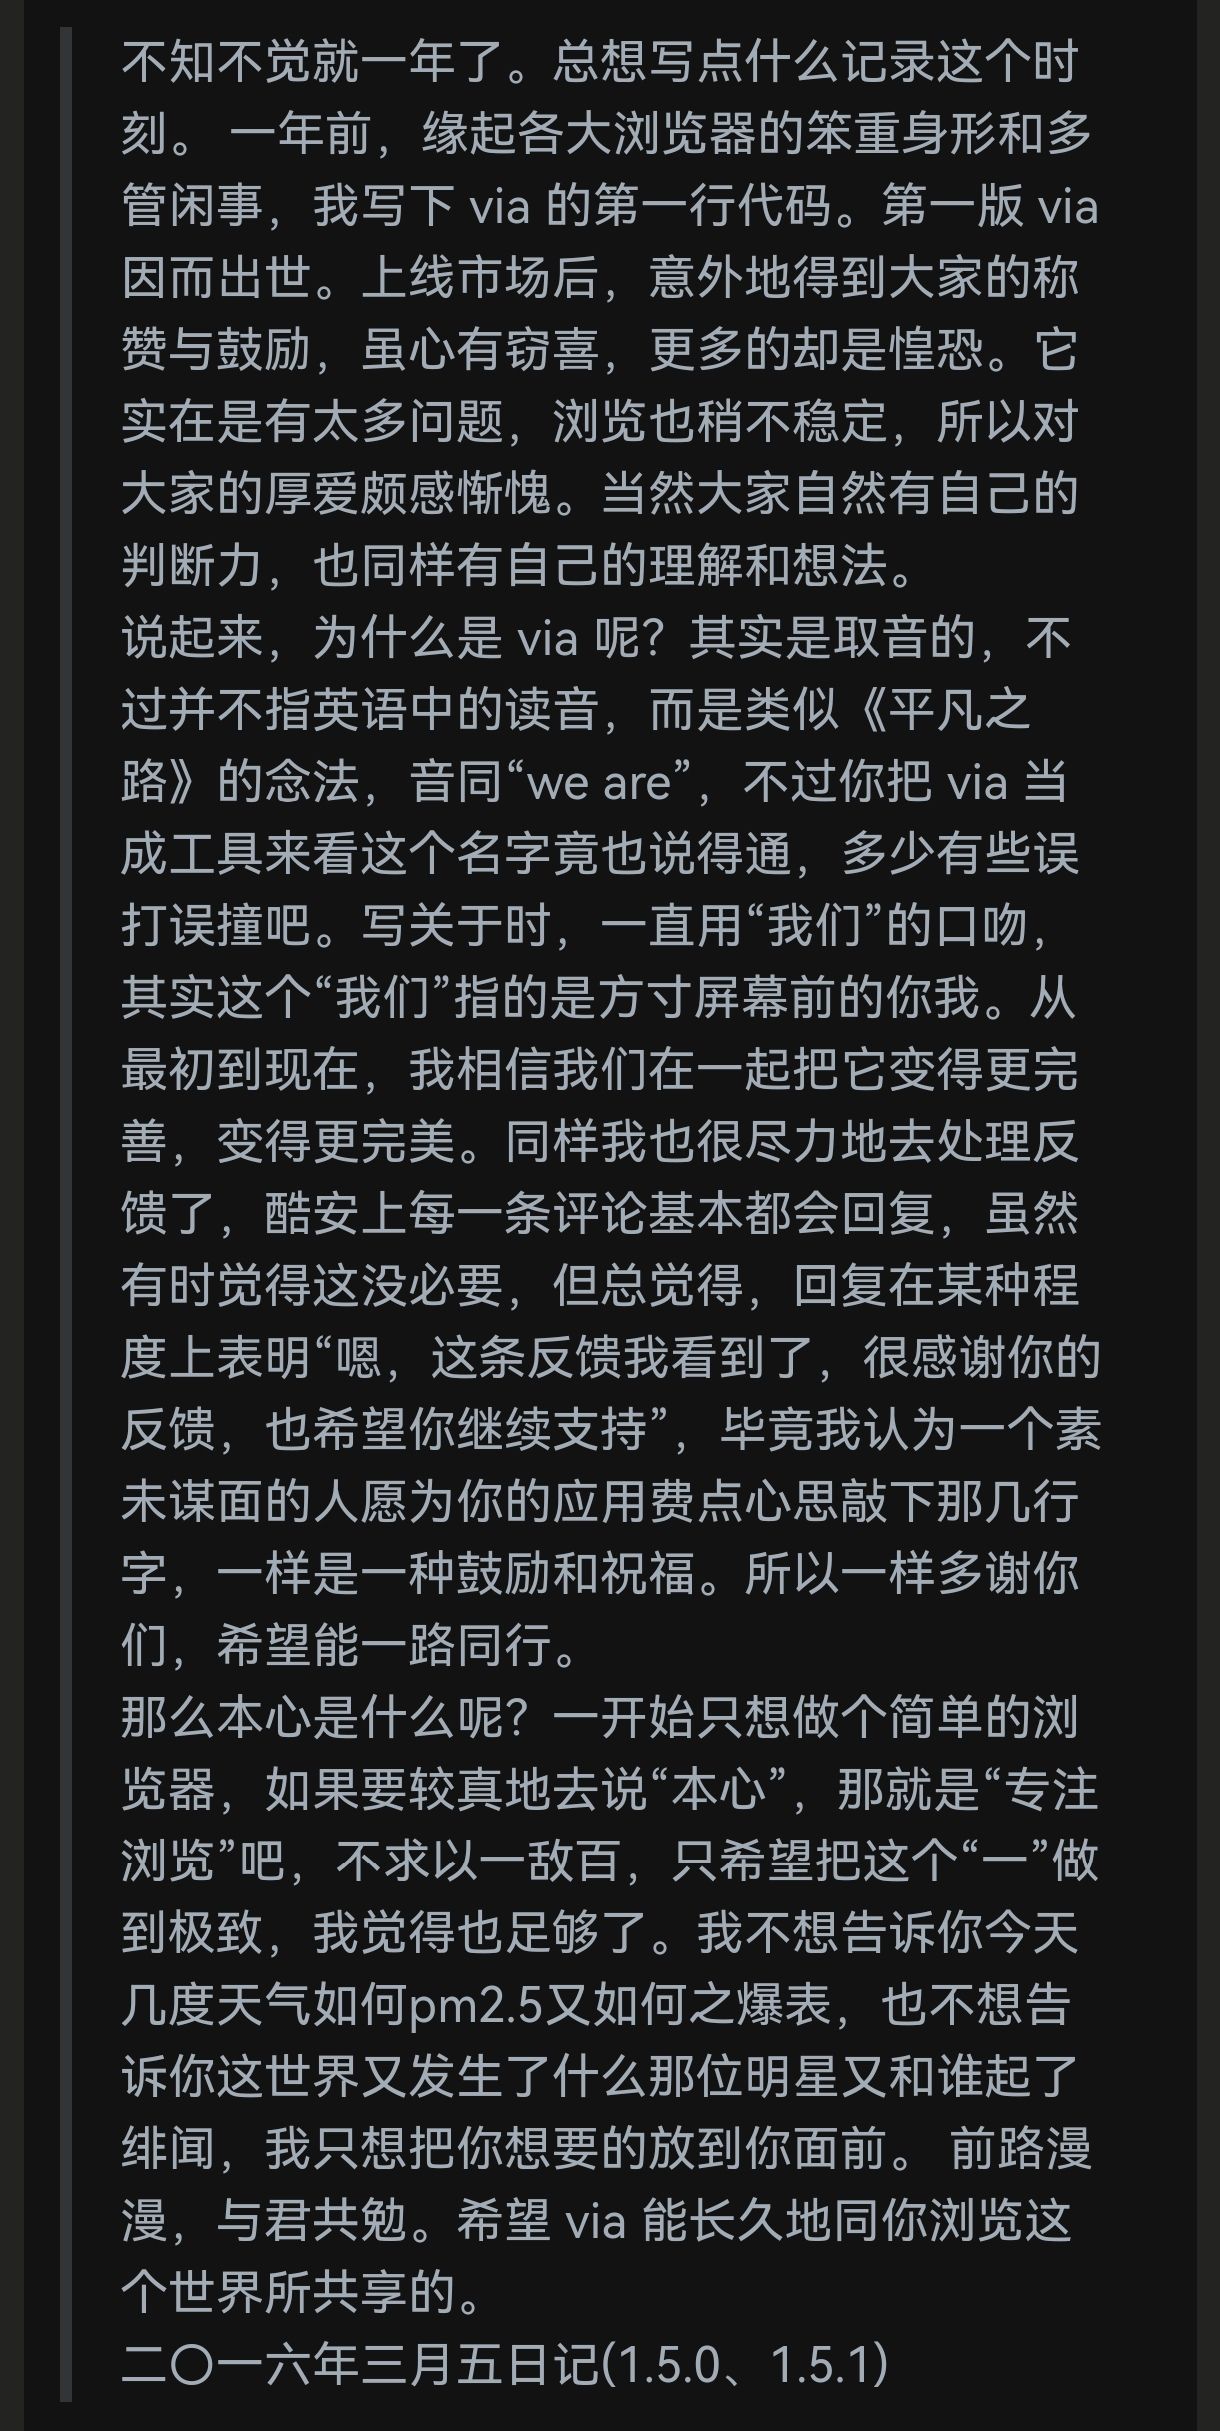 不知不觉就一年了。总想写点什么记录这个时
刻。 一年前，缘起各大浏览器的笨重身形和多
管闲事，我写下 via 的第一行代码。第一版 via
因而出世。上线市场后，意外地得到大家的称
赞与鼓励，虽心有窃喜，更多的却是惶恐。它
实在是有太多问题，浏览也稍不稳定，所以对
大家的厚爱颇感惭愧。当然大家自然有自己的
判断力，也同样有自己的理解和想法。
说起来，为什么是 via 呢？其实是取音的，不
过并不指英语中的读音，而是类似《平凡之
路》的念法，音同“we are”，不过你把 via 当
成工具来看这个名字竟也说得通，多少有些误
打误撞吧。写关于时，一直用“我们”的口吻，
其实这个“我们”指的是方寸屏幕前的你我。从
最初到现在，我相信我们在一起把它变得更完
善，变得更完美。同样我也很尽力地去处理反
馈了，酷安上每一条评论基本都会回复，虽然
有时觉得这没必要，但总觉得，回复在某种程
度上表明“嗯，这条反馈我看到了，很感谢你的
反馈，也希望你继续支持”，毕竟我认为一个素
未谋面的人愿为你的应用费点心思敲下那几行
字，一样是一种鼓励和祝福。所以一样多谢你
们，希望能一路同行。
那么本心是什么呢？一开始只想做个简单的浏
览器，如果要较真地去说“本心”，那就是“专注
浏览”吧，不求以一敌百，只希望把这个“一”做
到极致，我觉得也足够了。我不想告诉你今天
几度天气如何pm2.5又如何之爆表，也不想告
诉你这世界又发生了什么那位明星又和谁起了
绯闻，我只想把你想要的放到你面前。 前路漫
漫，与君共勉。希望 via 能长久地同你浏览这
个世界所共享的。
二〇一六年三月五日记(1.5.0、1.5.1)